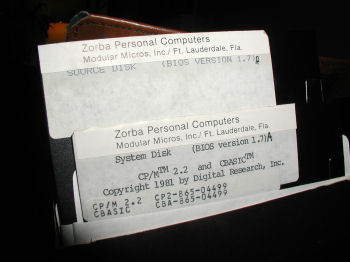 Zorba Personal Computers
Modular Micros, Inc./ Ft. Lauderdale, Fla.
SOURCE DISK (BIOS VERSION 1.7)
Zorba Personal Computers
Modular Micros, Inc./ Ft. Lauderdale, Fla.
System Disk (BIOS version 1.7)A
CP/M™ 2.2 and CBASIC™
Copyright 1981 by Digital Research, Inc.
CP/M 2.2 CP2-865-04499
CBASIC CBA-865-04499